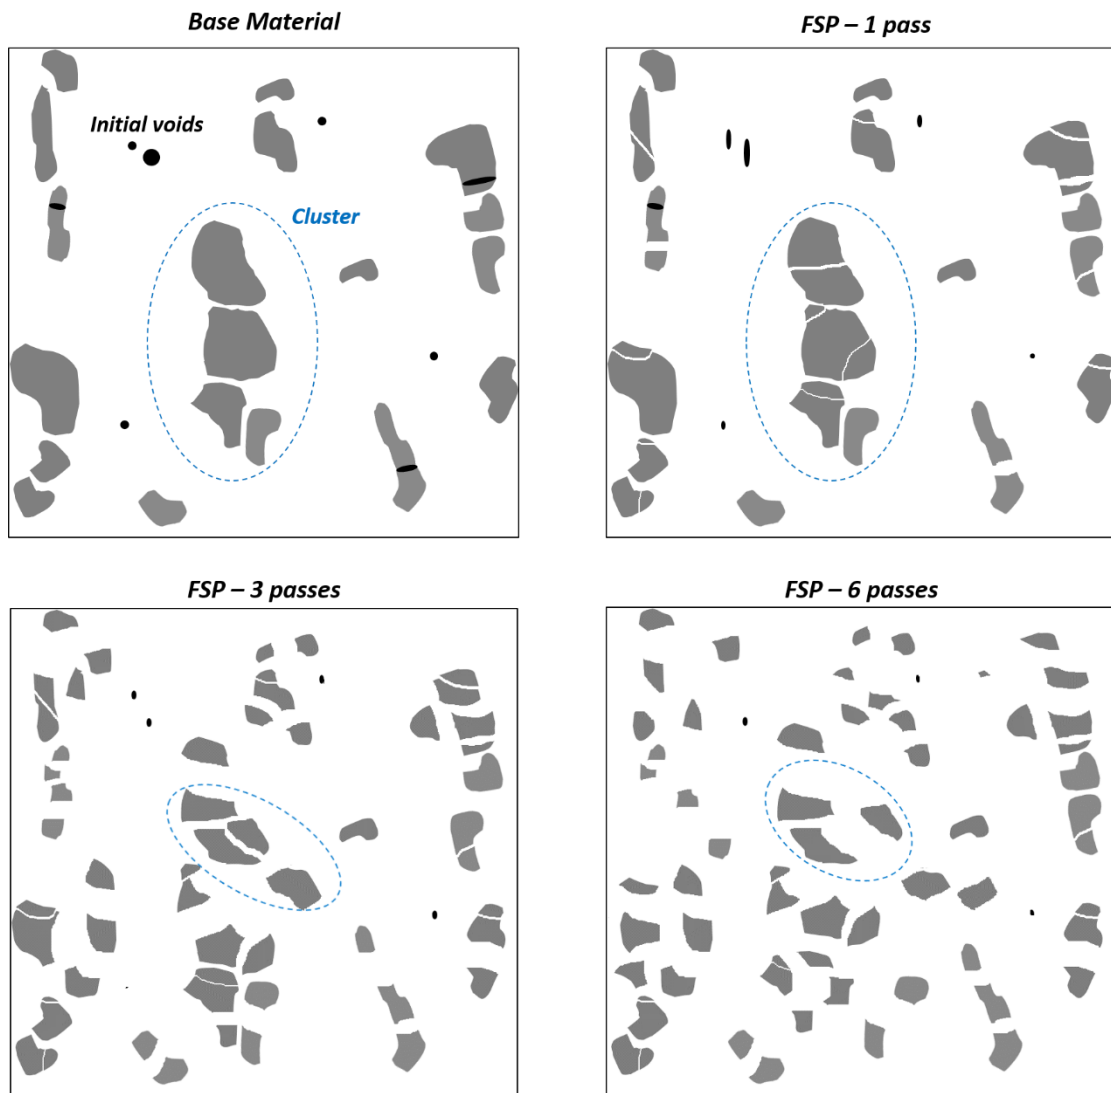 Base Material
FSP – 1 pass
Initial voids
Cluster
FSP – 3 passes
FSP – 6 passes